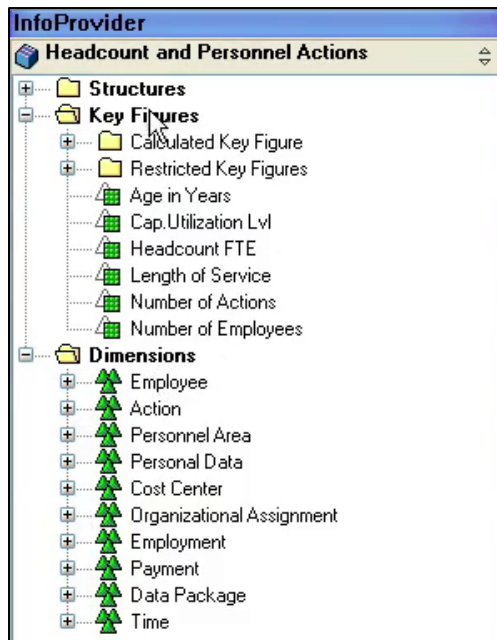 InfoProvider
Headcount and Personnel Actions
Structures
Key Figures
Calculated Key Figure
Restricted Key Figures
Age in Years
Cap.Utilization Lvl
Headcount FTE
Length of Service
Number of Actions
Number of Employees
Dimensions
Employee
Action
Personnel Area
Personal Data
Cost Center
Organizational Assignment
Employment
Payment
Data Package
Time